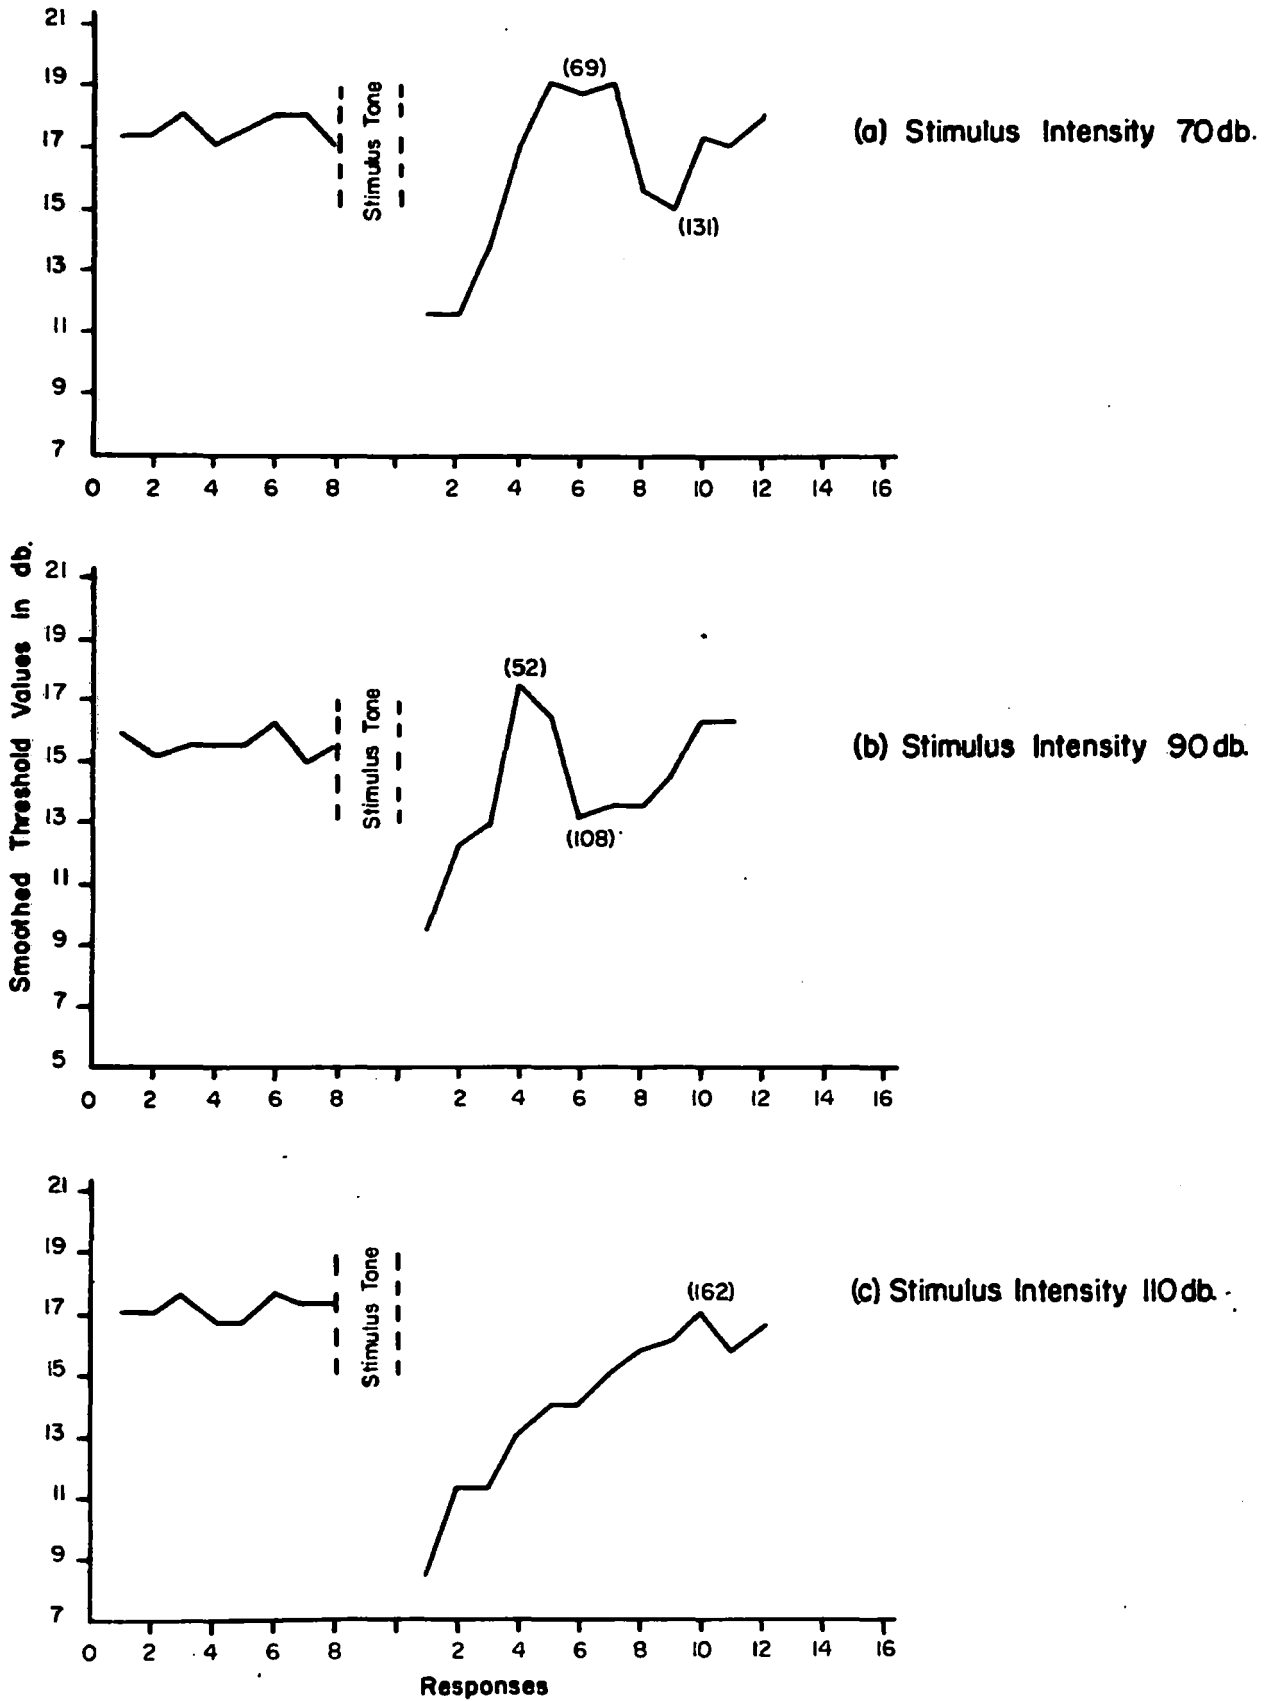 21
19
17
15
13
11
9
7
0 2 4 6 8 2 4 6 8 10 12 14 16
Stimulus Tone
(69)
(131)
(a) Stimulus Intensity 70 db.
Smoothed Threshold Values in db.
21
19
17
15
13
11
9
7
5
0 2 4 6 8 2 4 6 8 10 12 14 16
Stimulus Tone
(52)
(108)
(b) Stimulus Intensity 90 db.
21
19
17
15
13
11
9
7
0 2 4 6 8 2 4 6 8 10 12 14 16
Stimulus Tone
(162)
(c) Stimulus Intensity 110 db.
Responses